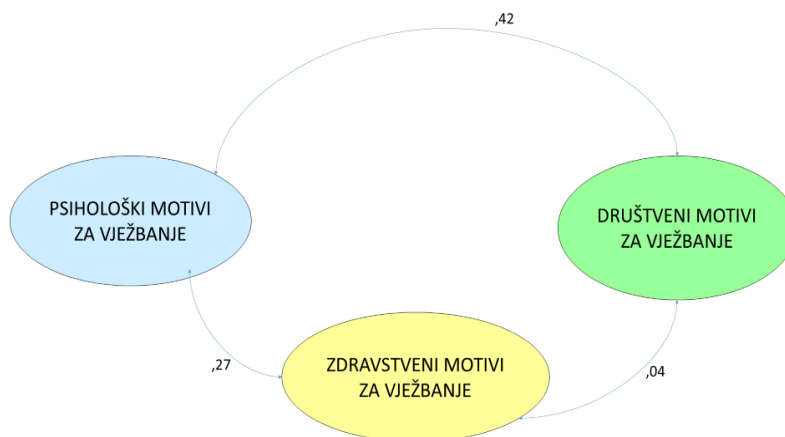 ,42
PSIHOLOŠKI MOTIVI
ZA VJEŽBANJE
DRUŠTVENI MOTIVI
ZA VJEŽBANJE
,27
ZDRAVSTVENI MOTIVI
ZA VJEŽBANJE
,04